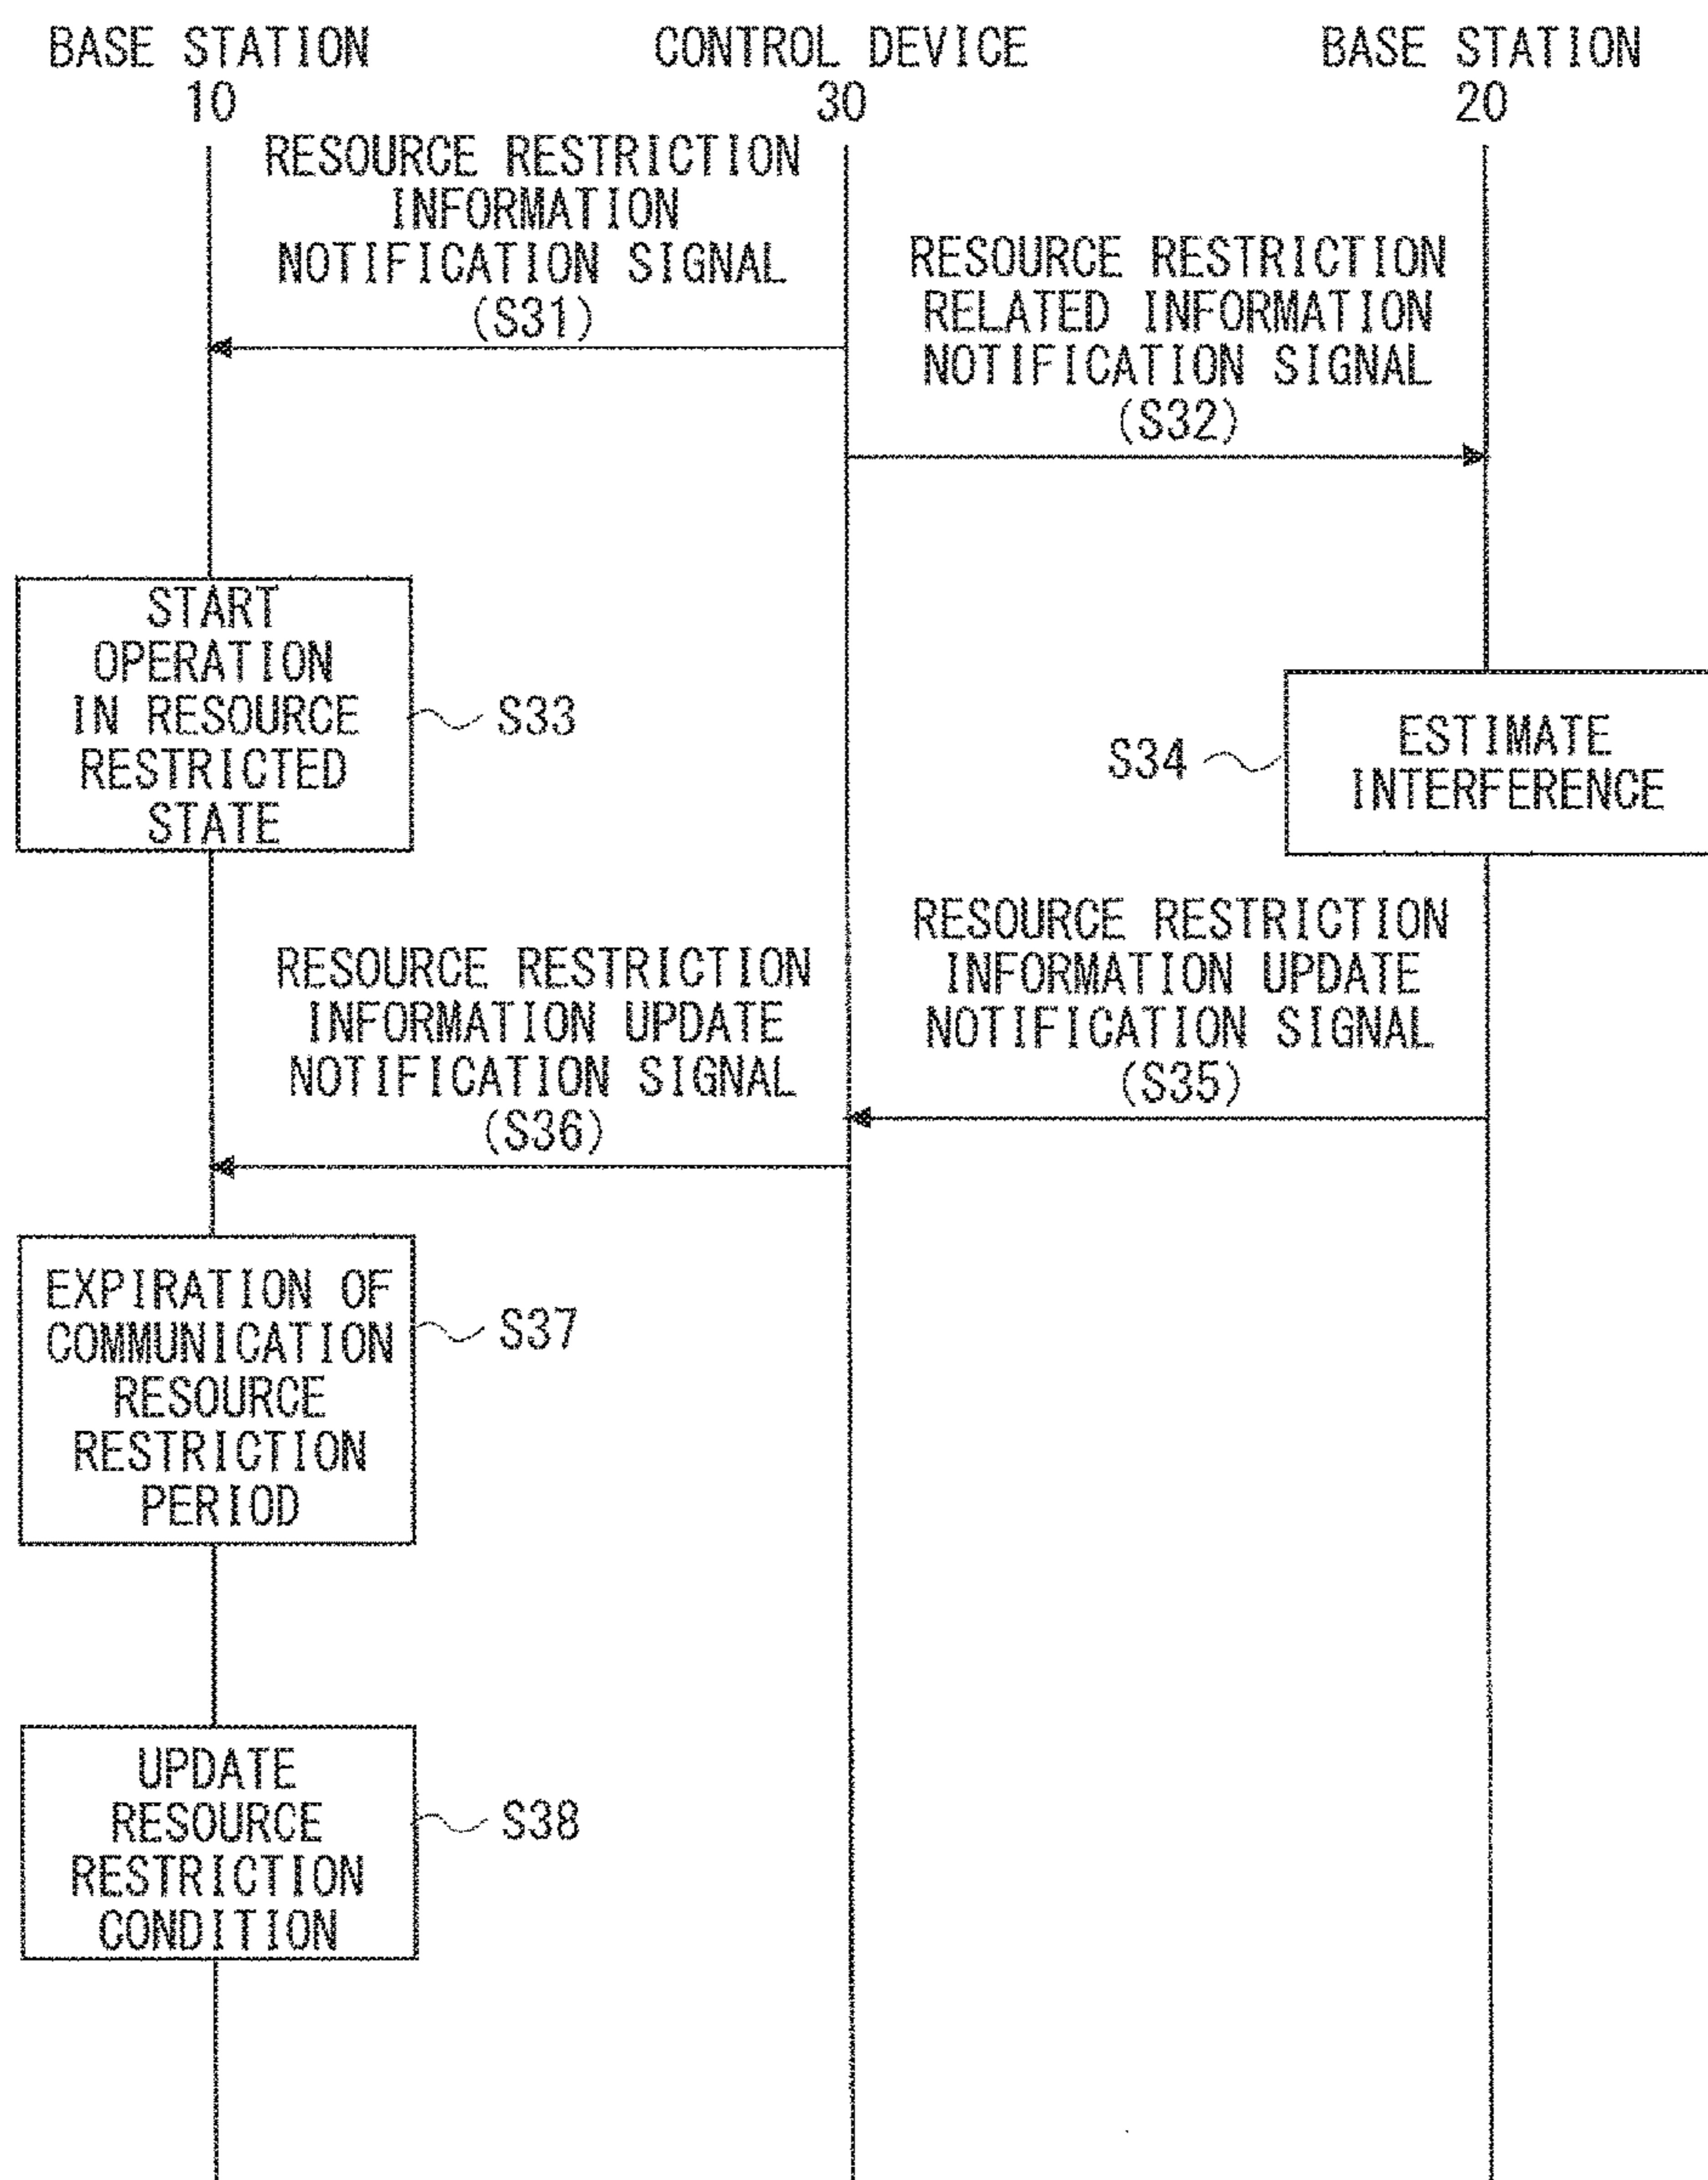 BASE STATION
10
CONTROL DEVICE
30
BASE STATION
20
RESOURCE RESTRICTION
INFORMATION
NOTIFICATION SIGNAL
(S31)
RESOURCE RESTRICTION
RELATED INFORMATION
NOTIFICATION SIGNAL
(S32)
START
OPERATION
IN RESOURCE
RESTRICTED
STATE
S33
S34
ESTIMATE
INTERFERENCE
RESOURCE RESTRICTION
INFORMATION UPDATE
NOTIFICATION SIGNAL
(S35)
RESOURCE RESTRICTION
INFORMATION UPDATE
NOTIFICATION SIGNAL
(S36)
EXPIRATION OF
COMMUNICATION
RESOURCE
RESTRICTION
PERIOD
S37
UPDATE
RESOURCE
RESTRICTION
CONDITION
S38